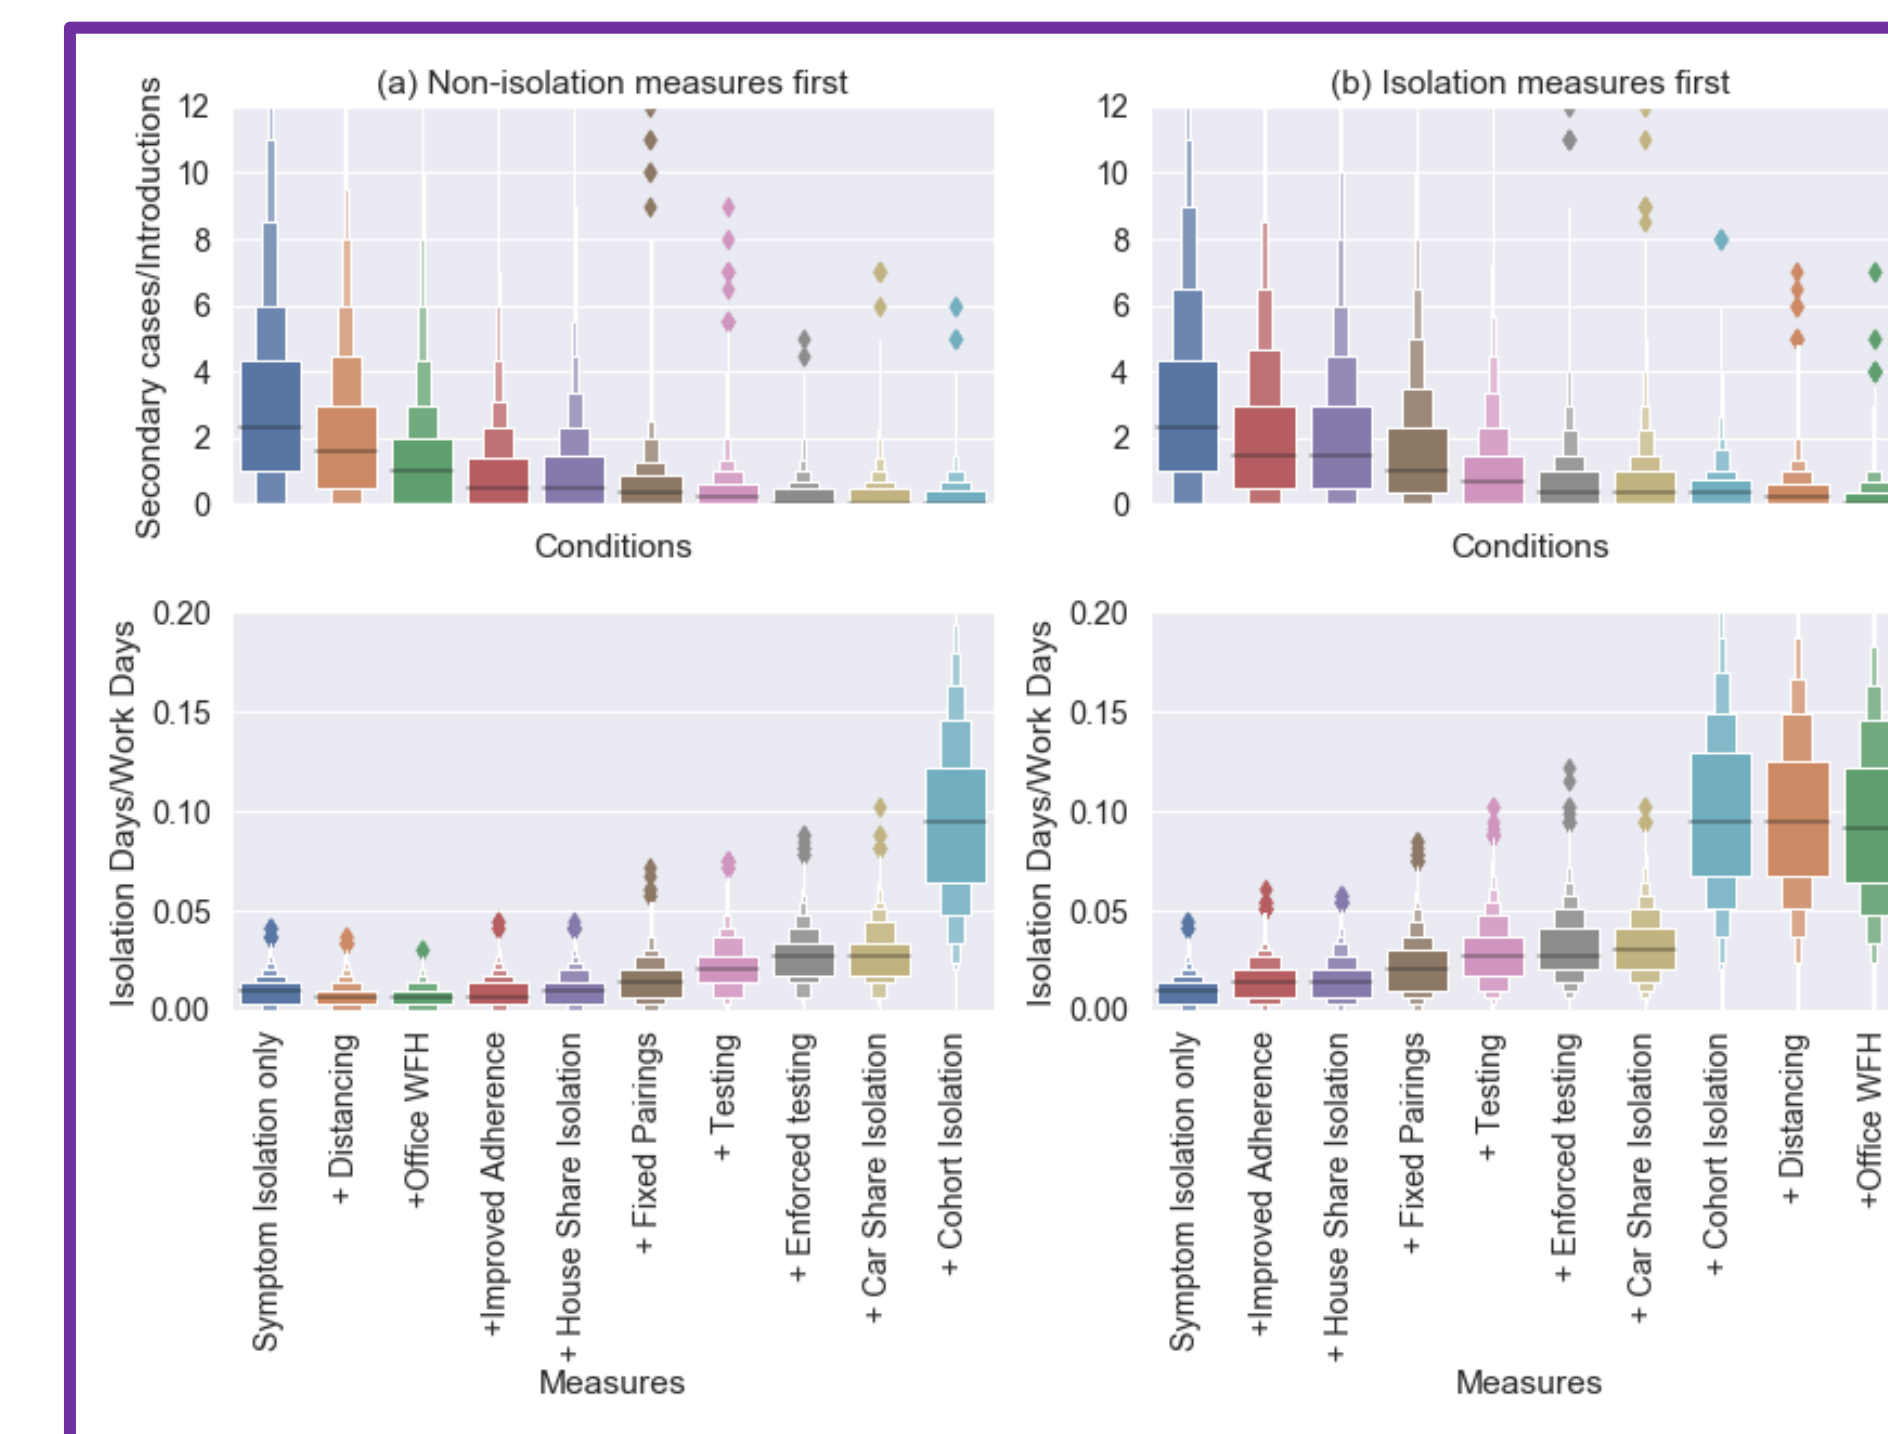 (a) Non-isolation measures first
Secondary cases/Introductions
12
10
8
6
4
2
0
Conditions
(b) Isolation measures first
12
10
8
6
4
2
0
Conditions
Isolation Days/Work Days
0.20
0.15
0.10
0.05
0.00
Symptom Isolation only
+ Distancing
+Office WFH
+Improved Adherence
+ House Share Isolation
+ Fixed Pairings
+ Testing
+ Enforced testing
+ Car Share Isolation
+ Cohort Isolation
Measures
Isolation Days/Work Days
0.20
0.15
0.10
0.05
0.00
Symptom Isolation only
+Improved Adherence
+ House Share Isolation
+ Fixed Pairings
+ Testing
+ Enforced testing
+ Car Share Isolation
+ Cohort Isolation
+ Distancing
+Office WFH
Measures